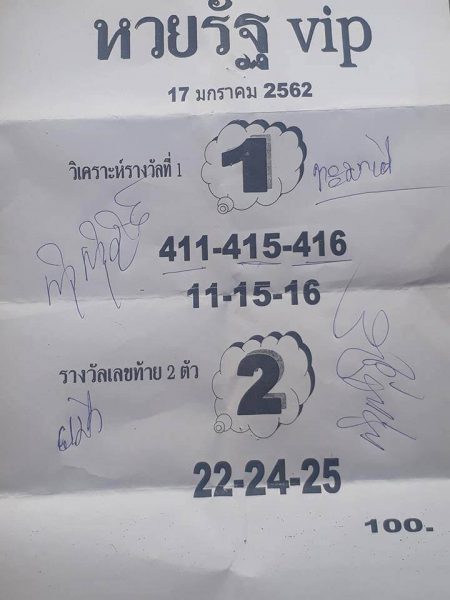 หวยรัฐ vip
17 มกราคม 2562
วิเคราะห์รางวัลที่ 1
1
411-415-416
11-15-16
รางวัลเลขท้าย 2 ตัว
2
22-24-25
100.